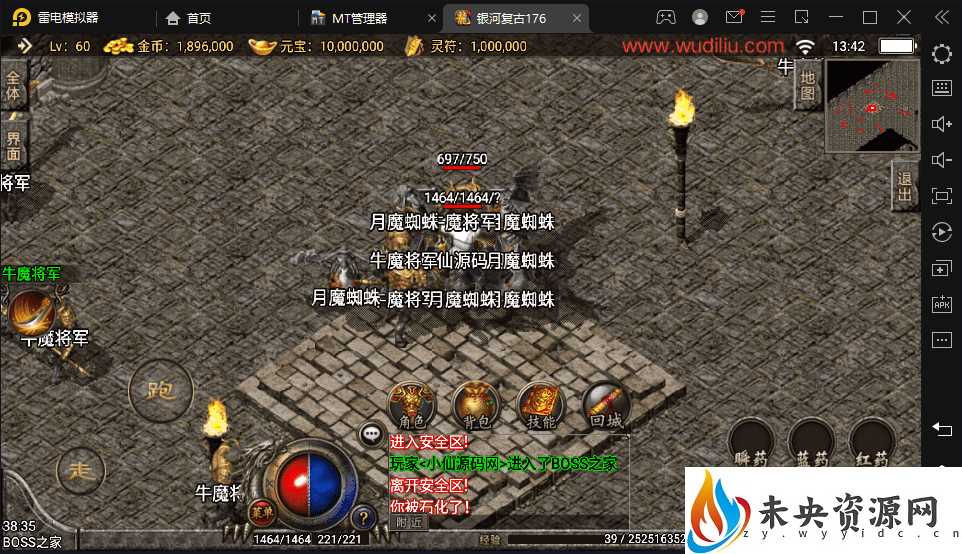 雷电模拟器
首页
MT管理器
银河复古176
Lv: 60
金币: 1,896,000
元宝: 10,000,000
灵符: 1,000,000
www.wudiliu.com
13:42
全体
界面
将军
地图
退出
APK
697/750
1464/1464/?
月魔蜘蛛
魔将军
月魔蜘蛛
牛魔将军
仙源码
月魔蜘蛛
月魔蜘蛛
牛魔将军
月魔蜘蛛
月魔蜘蛛
牛魔将军
牛魔将军
跑
走
角色
背包
技能
回城
进入安全区!
玩家<小仙源码网>进入了BOSS之家
离开安全区!
你被石化了!
附近
瞬药
蓝药
红药
牛魔将
菜单
?
38:35
BOSS之家
1464/1464
221/221
经验
39 / 252516352
未央资源网
zy.wyyidc.cn